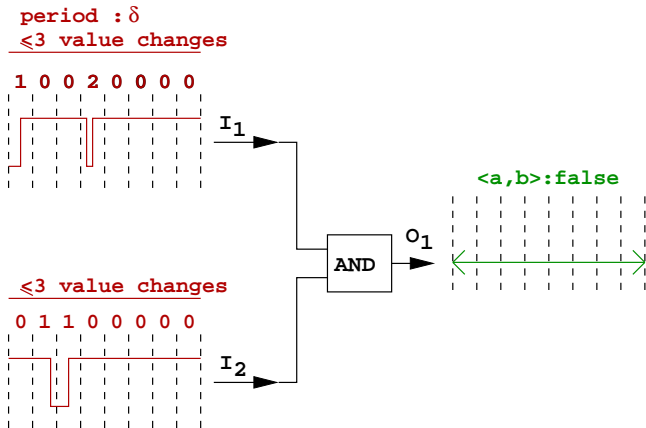 period : δ
⩽3 value changes
1 0 0 2 0 0 0 0
I1
<a,b>:false
O1
AND
⩽3 value changes
0 1 1 0 0 0 0 0
I2